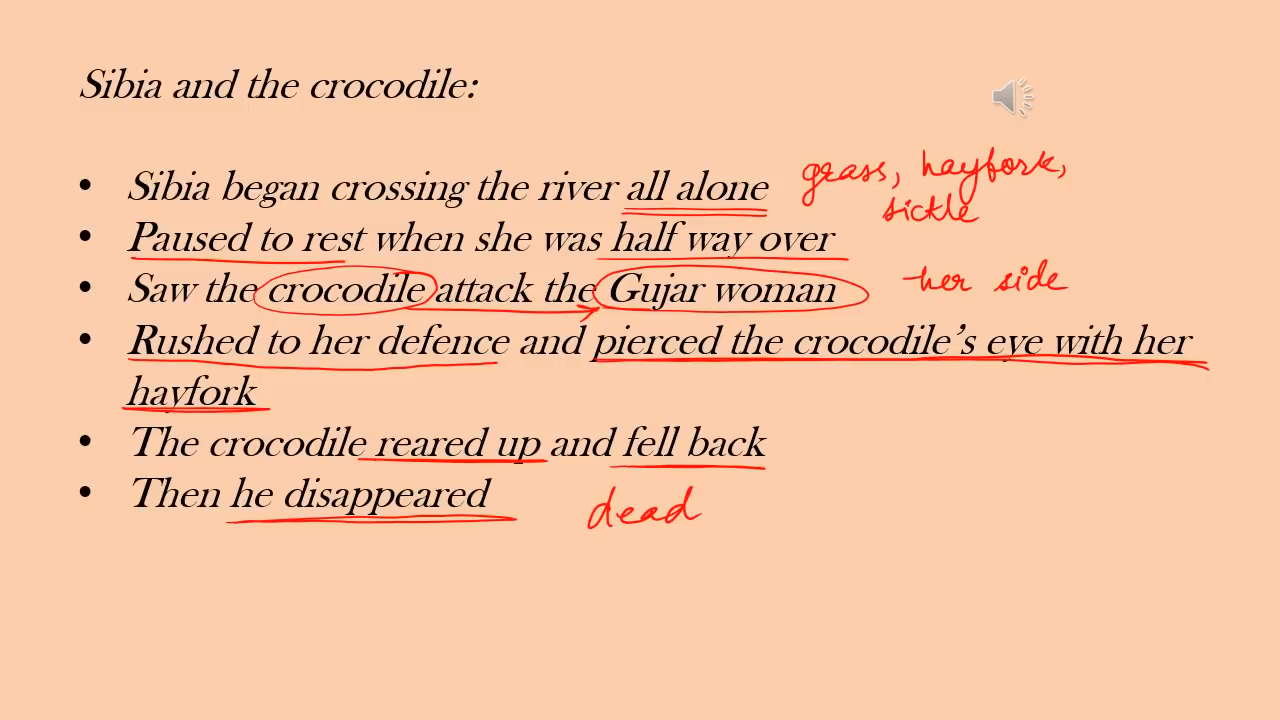 Sibia and the crocodile:
• Sibia began crossing the river all alone grass, hayfork,
sickle
• Paused to rest when she was half way over
• Saw the crocodile attack the Gujar woman her side
• Rushed to her defence and pierced the crocodile's eye with her
hayfork
• The crocodile reared up and fell back
• Then he disappeared dead